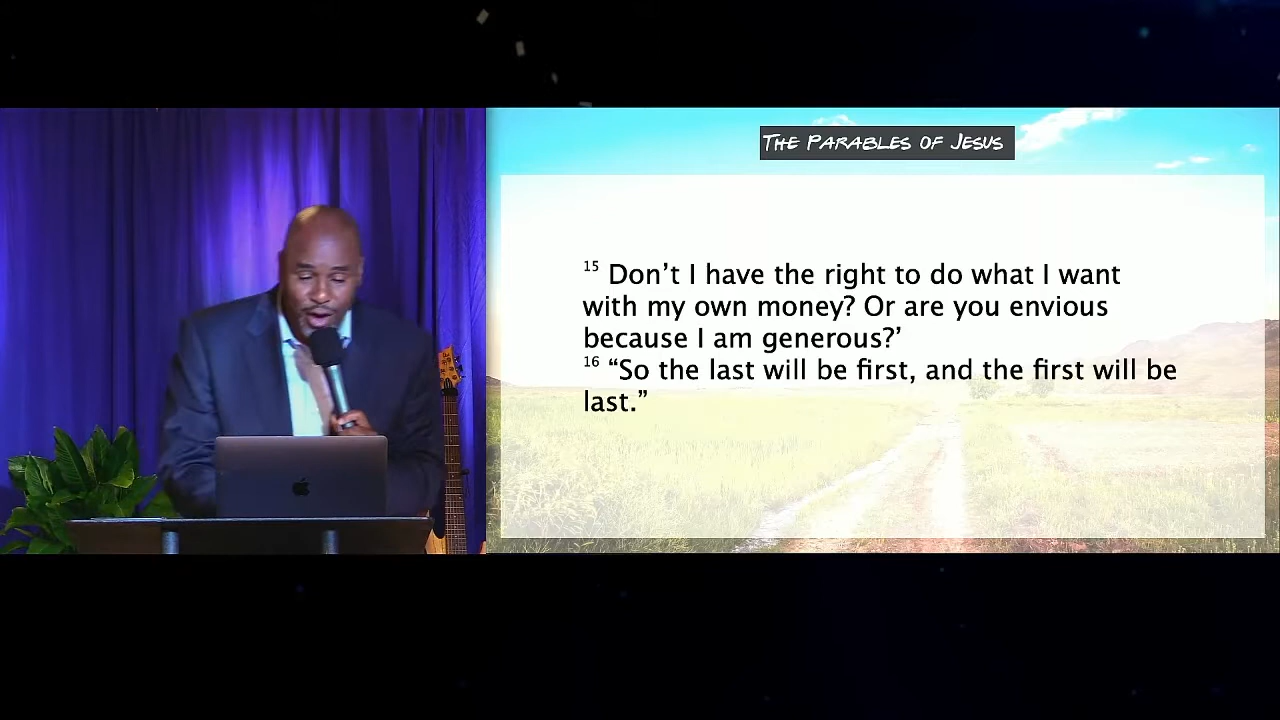 The Parables of Jesus
15 Don’t I have the right to do what I want
with my own money? Or are you envious
because I am generous?’
16 “So the last will be first, and the first will be
last.”